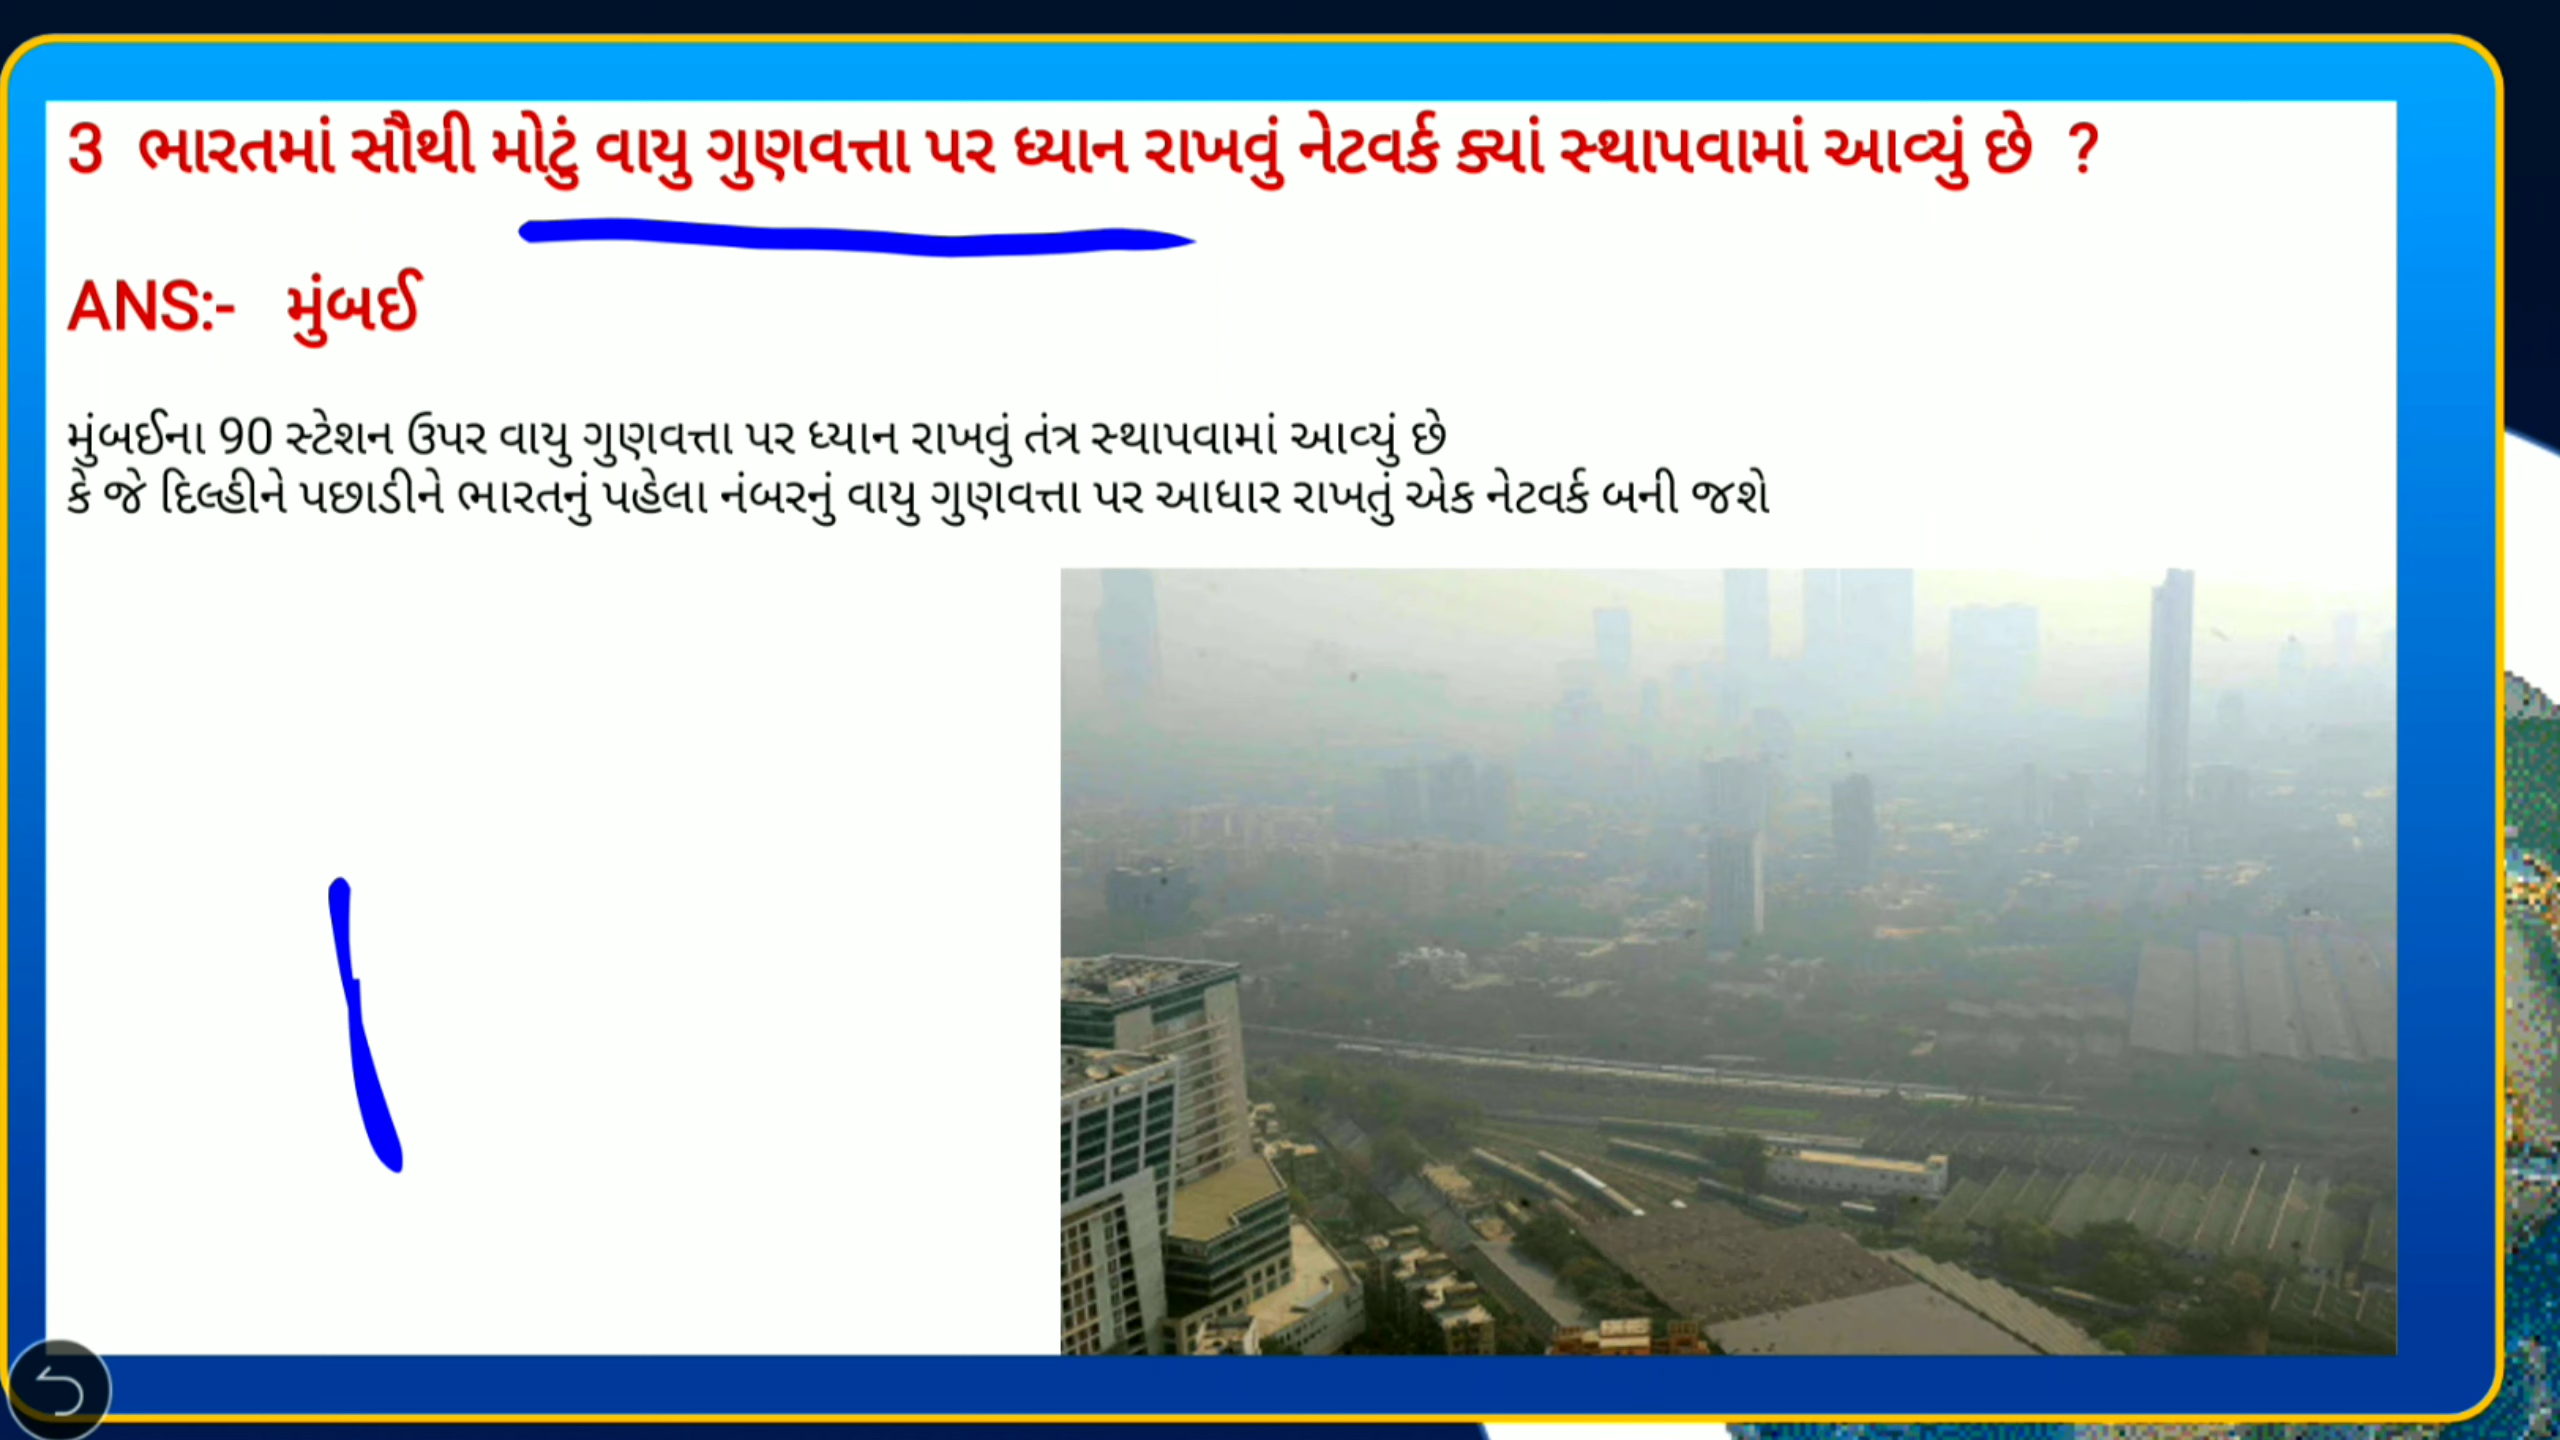 3 ભારતમાં સૌથી મોટું વાયુ ગુણવત્તા પર ધ્યાન રાખવું નેટવર્ક ક્યાં સ્થાપવામાં આવ્યું છે ?
ANS:- મુંબઈ
મુંબઈના 90 સ્ટેશન ઉપર વાયુ ગુણવત્તા પર ધ્યાન રાખવું તંત્ર સ્થાપવામાં આવ્યું છે
કે જે દિલ્હીને પછાડીને ભારતનું પહેલા નંબરનું વાયુ ગુણવત્તા પર આધાર રાખતું એક નેટવર્ક બની જશે